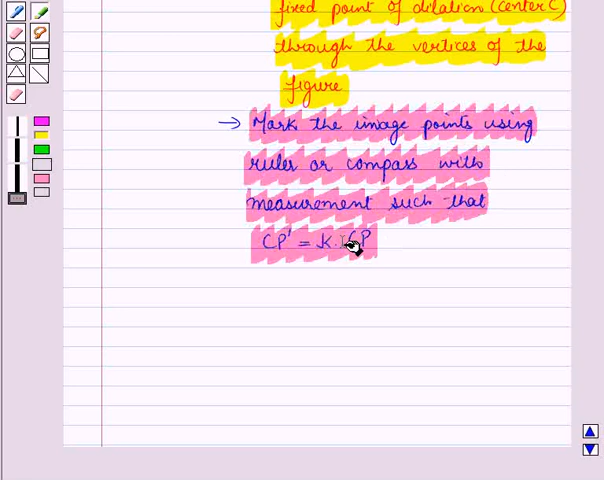 fixed point of dilation (center C)
through the vertices of the
figure
→ Mark the image points using
ruler or compass with
measurement such that
CP' = K. CP